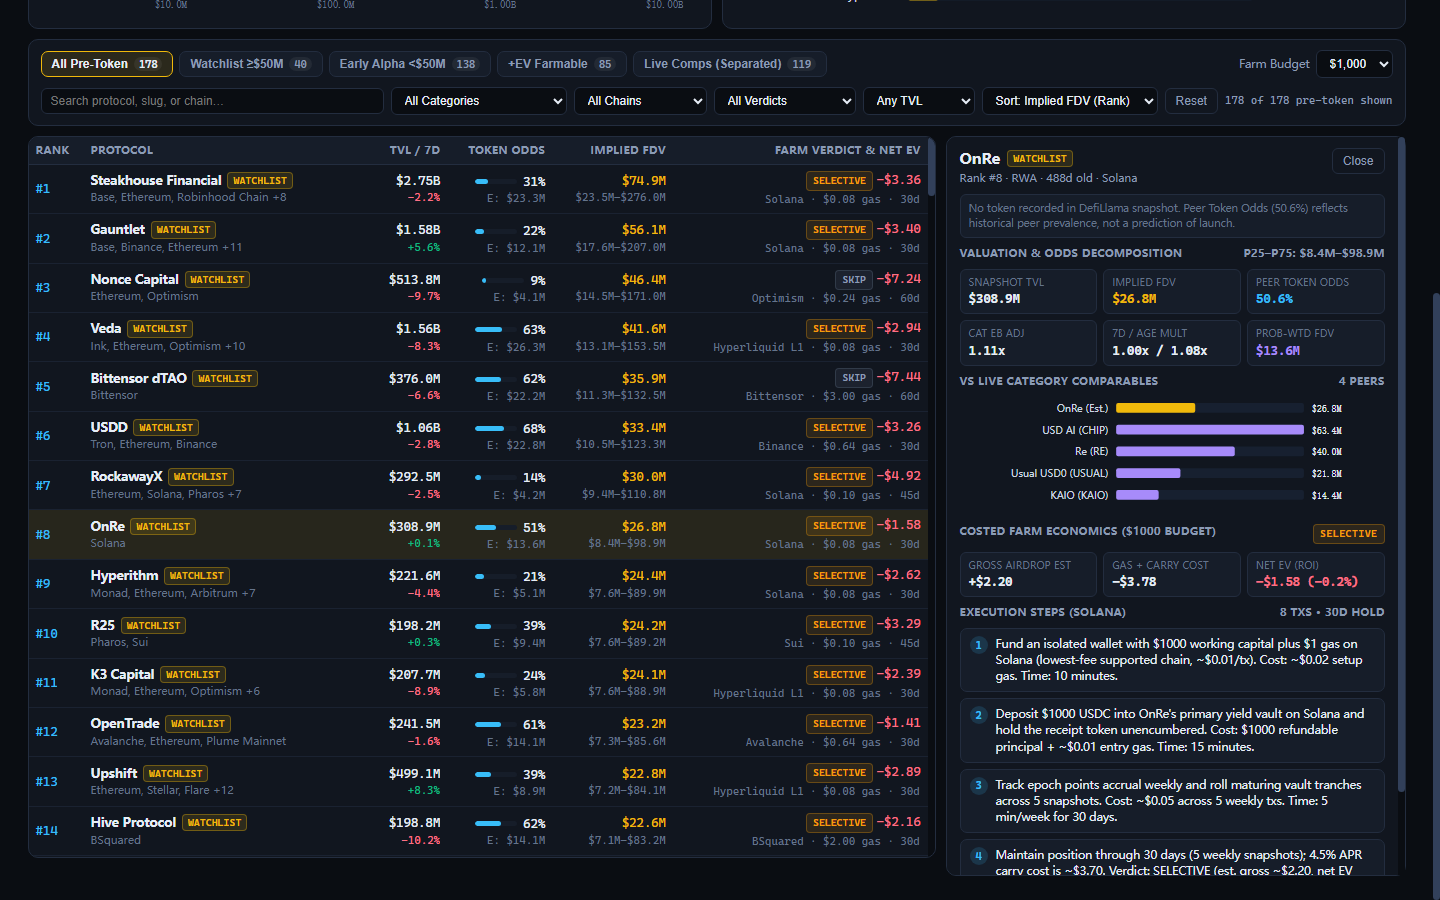 $10.0M $100.0M $1.00B $10.00B
All Pre-Token 178 Watchlist ≥$50M 40 Early Alpha <$50M 138 +EV Farmable 85 Live Comps (Separated) 119 Farm Budget $1,000
Search protocol, slug, or chain... All Categories All Chains All Verdicts Any TVL Sort: Implied FDV (Rank) Reset 178 of 178 pre-token shown
RANK PROTOCOL TVL / 7D TOKEN ODDS IMPLIED FDV FARM VERDICT & NET EV
#1 Steakhouse Financial WATCHLIST $2.75B 31% $74.9M SELECTIVE −$3.36
Base, Ethereum, Robinhood Chain +8 −2.2% E: $23.3M $23.5M–$276.0M Solana · $0.08 gas · 30d
#2 Gauntlet WATCHLIST $1.58B 22% $56.1M SELECTIVE −$3.40
Base, Binance, Ethereum +11 +5.6% E: $12.1M $17.6M–$207.0M Solana · $0.08 gas · 30d
#3 Nonce Capital WATCHLIST $513.8M 9% $46.4M SKIP −$7.24
Ethereum, Optimism −9.7% E: $4.1M $14.5M–$171.0M Optimism · $0.24 gas · 60d
#4 Veda WATCHLIST $1.56B 63% $41.6M SELECTIVE −$2.94
Ink, Ethereum, Optimism +10 −8.3% E: $26.3M $13.1M–$153.5M Hyperliquid L1 · $0.08 gas · 30d
#5 Bittensor dTAO WATCHLIST $376.0M 62% $35.9M SKIP −$7.44
Bittensor −6.6% E: $22.2M $11.3M–$132.5M Bittensor · $3.00 gas · 60d
#6 USDD WATCHLIST $1.06B 68% $33.4M SELECTIVE −$3.26
Tron, Ethereum, Binance −2.8% E: $22.8M $10.5M–$123.3M Binance · $0.64 gas · 30d
#7 RockawayX WATCHLIST $292.5M 14% $30.0M SELECTIVE −$4.92
Ethereum, Solana, Pharos +7 −2.5% E: $4.2M $9.4M–$110.8M Solana · $0.10 gas · 45d
#8 OnRe WATCHLIST $308.9M 51% $26.8M SELECTIVE −$1.58
Solana +0.1% E: $13.6M $8.4M–$98.9M Solana · $0.08 gas · 30d
#9 Hyperithm WATCHLIST $221.6M 21% $24.4M SELECTIVE −$2.62
Monad, Ethereum, Arbitrum +7 −4.4% E: $5.1M $7.6M–$89.9M Solana · $0.08 gas · 30d
#10 R25 WATCHLIST $198.2M 39% $24.2M SELECTIVE −$3.29
Pharos, Sui +0.3% E: $9.4M $7.6M–$89.2M Sui · $0.10 gas · 45d
#11 K3 Capital WATCHLIST $207.7M 24% $24.1M SELECTIVE −$2.39
Monad, Ethereum, Optimism +6 −8.9% E: $5.8M $7.6M–$88.9M Hyperliquid L1 · $0.08 gas · 30d
#12 OpenTrade WATCHLIST $241.5M 61% $23.2M SELECTIVE −$1.41
Avalanche, Ethereum, Plume Mainnet −1.6% E: $14.1M $7.3M–$85.6M Avalanche · $0.64 gas · 30d
#13 Upshift WATCHLIST $499.1M 39% $22.8M SELECTIVE −$2.89
Ethereum, Stellar, Flare +12 +8.3% E: $8.9M $7.2M–$84.1M Hyperliquid L1 · $0.08 gas · 30d
#14 Hive Protocol WATCHLIST $198.8M 62% $22.6M SELECTIVE −$2.16
BSquared −10.2% E: $14.1M $7.1M–$83.2M BSquared · $2.00 gas · 30d
OnRe WATCHLIST Close
Rank #8 · RWA · 488d old · Solana
No token recorded in DefiLlama snapshot. Peer Token Odds (50.6%) reflects
historical peer prevalence, not a prediction of launch.
VALUATION & ODDS DECOMPOSITION P25–P75: $8.4M–$98.9M
SNAPSHOT TVL IMPLIED FDV PEER TOKEN ODDS
$308.9M $26.8M 50.6%
CAT EB ADJ 7D / AGE MULT PROB-WTD FDV
1.11x 1.00x / 1.08x $13.6M
VS LIVE CATEGORY COMPARABLES 4 PEERS
OnRe (Est.) $26.8M
USD AI (CHIP) $63.4M
Re (RE) $40.0M
Usual USD0 (USUAL) $21.8M
KAIO (KAIO) $14.4M
COSTED FARM ECONOMICS ($1000 BUDGET) SELECTIVE
GROSS AIRDROP EST GAS + CARRY COST NET EV (ROI)
+$2.20 −$3.78 −$1.58 (−0.2%)
EXECUTION STEPS (SOLANA) 8 TXS • 30D HOLD
1 Fund an isolated wallet with $1000 working capital plus $1 gas on
Solana (lowest-fee supported chain, ~$0.01/tx). Cost: ~$0.02 setup
gas. Time: 10 minutes.
2 Deposit $1000 USDC into OnRe's primary yield vault on Solana and
hold the receipt token unencumbered. Cost: $1000 refundable
principal + ~$0.01 entry gas. Time: 15 minutes.
3 Track epoch points accrual weekly and roll maturing vault tranches
across 5 snapshots. Cost: ~$0.05 across 5 weekly txs. Time: 5
min/week for 30 days.
4 Maintain position through 30 days (5 weekly snapshots); 4.5% APR
carry cost is ~$3.70. Verdict: SELECTIVE (est. gross ~$2.20, net EV